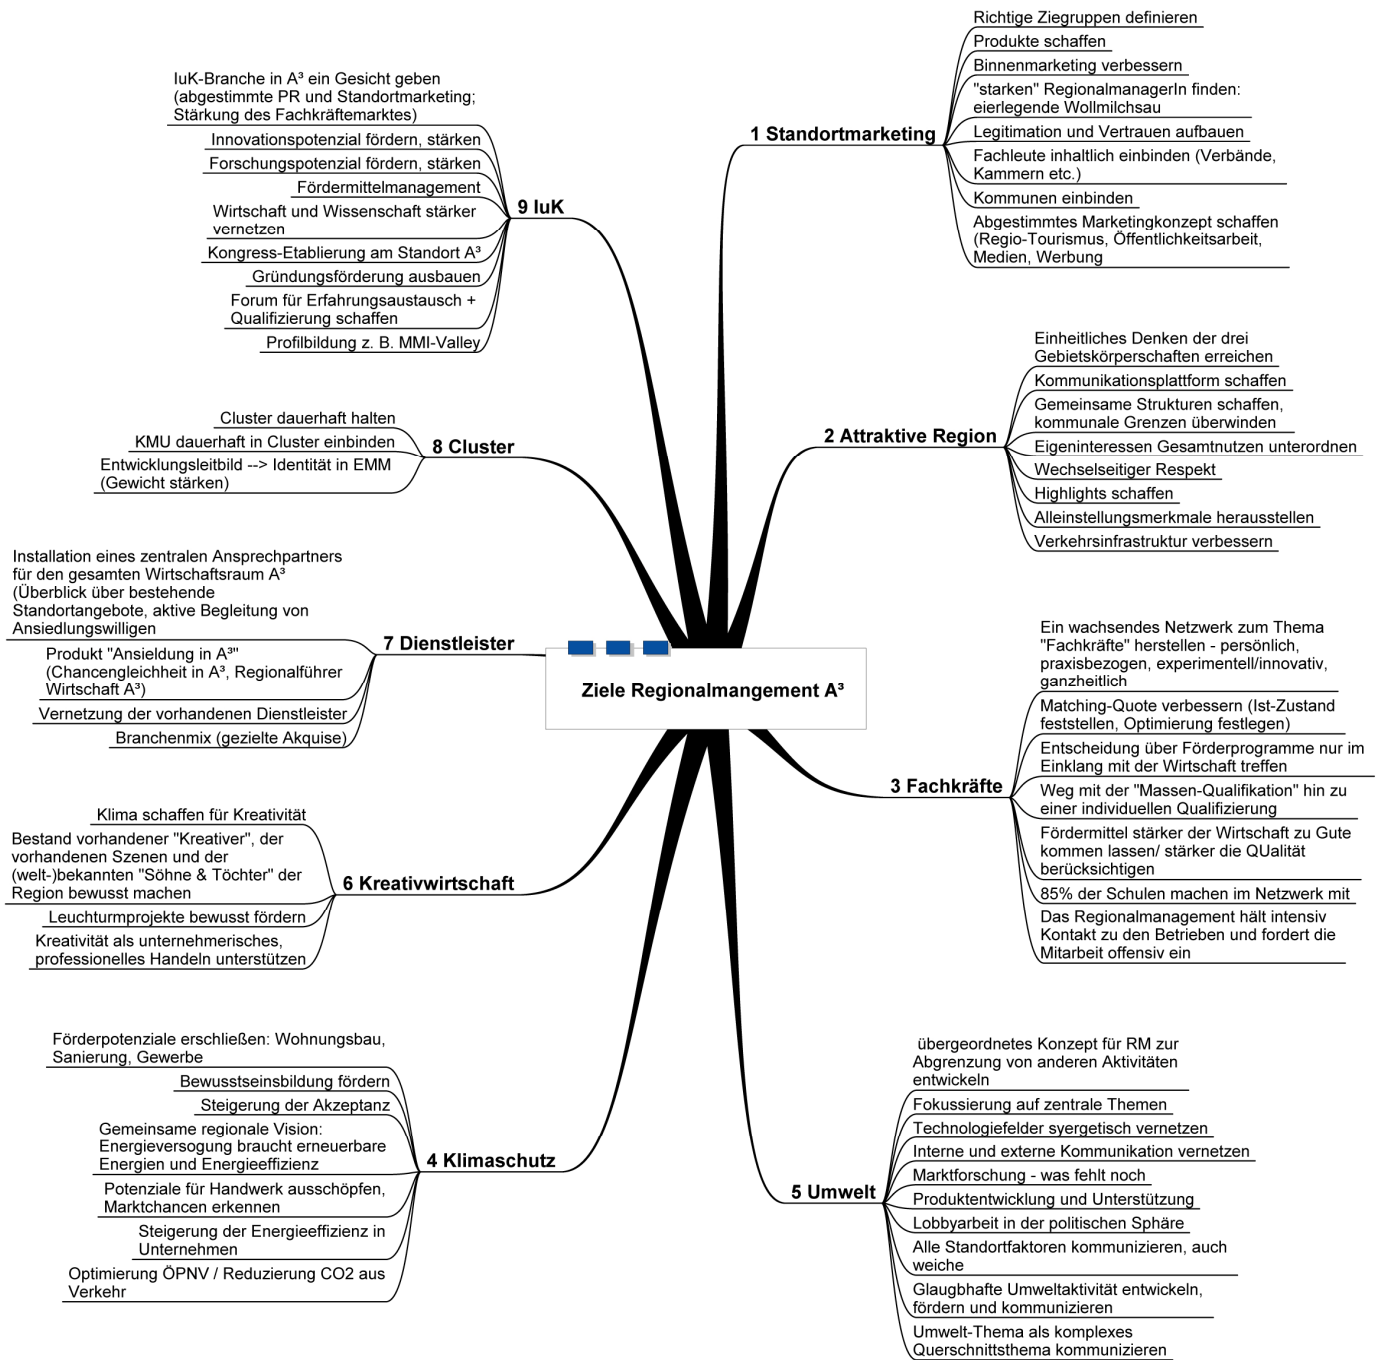 Ziele Regionalmangement A³
1 Standortmarketing
Richtige Ziegruppen definieren
Produkte schaffen
Binnenmarketing verbessern
"starken" RegionalmanagerIn finden:
eierlegende Wollmilchsau
Legitimation und Vertrauen aufbauen
Fachleute inhaltlich einbinden (Verbände,
Kammern etc.)
Kommunen einbinden
Abgestimmtes Marketingkonzept schaffen
(Regio-Tourismus, Öffentlichkeitsarbeit,
Medien, Werbung
2 Attraktive Region
Einheitliches Denken der drei
Gebietskörperschaften erreichen
Kommunikationsplattform schaffen
Gemeinsame Strukturen schaffen,
kommunale Grenzen überwinden
Eigeninteressen Gesamtnutzen unterordnen
Wechselseitiger Respekt
Highlights schaffen
Alleinstellungsmerkmale herausstellen
Verkehrsinfrastruktur verbessern
3 Fachkräfte
Ein wachsendes Netzwerk zum Thema
"Fachkräfte" herstellen - persönlich,
praxisbezogen, experimentell/innovativ,
ganzheitlich
Matching-Quote verbessern (Ist-Zustand
feststellen, Optimierung festlegen)
Entscheidung über Förderprogramme nur im
Einklang mit der Wirtschaft treffen
Weg mit der "Massen-Qualifikation" hin zu
einer individuellen Qualifizierung
Fördermittel stärker der Wirtschaft zu Gute
kommen lassen/ stärker die QUalität
berücksichtigen
85% der Schulen machen im Netzwerk mit
Das Regionalmanagement hält intensiv
Kontakt zu den Betrieben und fordert die
Mitarbeit offensiv ein
4 Klimaschutz
Förderpotenziale erschließen: Wohnungsbau,
Sanierung, Gewerbe
Bewusstseinsbildung fördern
Steigerung der Akzeptanz
Gemeinsame regionale Vision:
Energieversogung braucht erneuerbare
Energien und Energieeffizienz
Potenziale für Handwerk ausschöpfen,
Marktchancen erkennen
Steigerung der Energieeffizienz in
Unternehmen
Optimierung ÖPNV / Reduzierung CO2 aus
Verkehr
5 Umwelt
übergeordnetes Konzept für RM zur
Abgrenzung von anderen Aktivitäten
entwickeln
Fokussierung auf zentrale Themen
Technologiefelder syergetisch vernetzen
Interne und externe Kommunikation vernetzen
Marktforschung - was fehlt noch
Produktentwicklung und Unterstützung
Lobbyarbeit in der politischen Sphäre
Alle Standortfaktoren kommunizieren, auch
weiche
Glaugbhafte Umweltaktivität entwickeln,
fördern und kommunizieren
Umwelt-Thema als komplexes
Querschnittsthema kommunizieren
6 Kreativwirtschaft
Klima schaffen für Kreativität
Bestand vorhandener "Kreativer", der
vorhandenen Szenen und der
(welt-)bekannten "Söhne & Töchter" der
Region bewusst machen
Leuchturmprojekte bewusst fördern
Kreativität als unternehmerisches,
professionelles Handeln unterstützen
7 Dienstleister
Installation eines zentralen Ansprechpartners
für den gesamten Wirtschaftsraum A³
(Überblick über bestehende
Standortangebote, aktive Begleitung von
Ansiedlungswilligen
Produkt "Ansieldung in A³"
(Chancengleichheit in A³, Regionalführer
Wirtschaft A³)
Vernetzung der vorhandenen Dienstleister
Branchenmix (gezielte Akquise)
8 Cluster
Cluster dauerhaft halten
KMU dauerhaft in Cluster einbinden
Entwicklungsleitbild --> Identität in EMM
(Gewicht stärken)
9 IuK
IuK-Branche in A³ ein Gesicht geben
(abgestimmte PR und Standortmarketing;
Stärkung des Fachkräftemarktes)
Innovationspotenzial fördern, stärken
Forschungspotenzial fördern, stärken
Fördermittelmanagement
Wirtschaft und Wissenschaft stärker
vernetzen
Kongress-Etablierung am Standort A³
Gründungsförderung ausbauen
Forum für Erfahrungsaustausch +
Qualifizierung schaffen
Profilbildung z. B. MMI-Valley